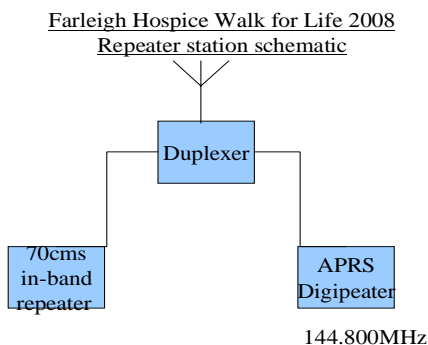 Farleigh Hospice Walk for Life 2008
Repeater station schematic
Duplexer
70cms
in-band
repeater
APRS
Digipeater
144.800MHz